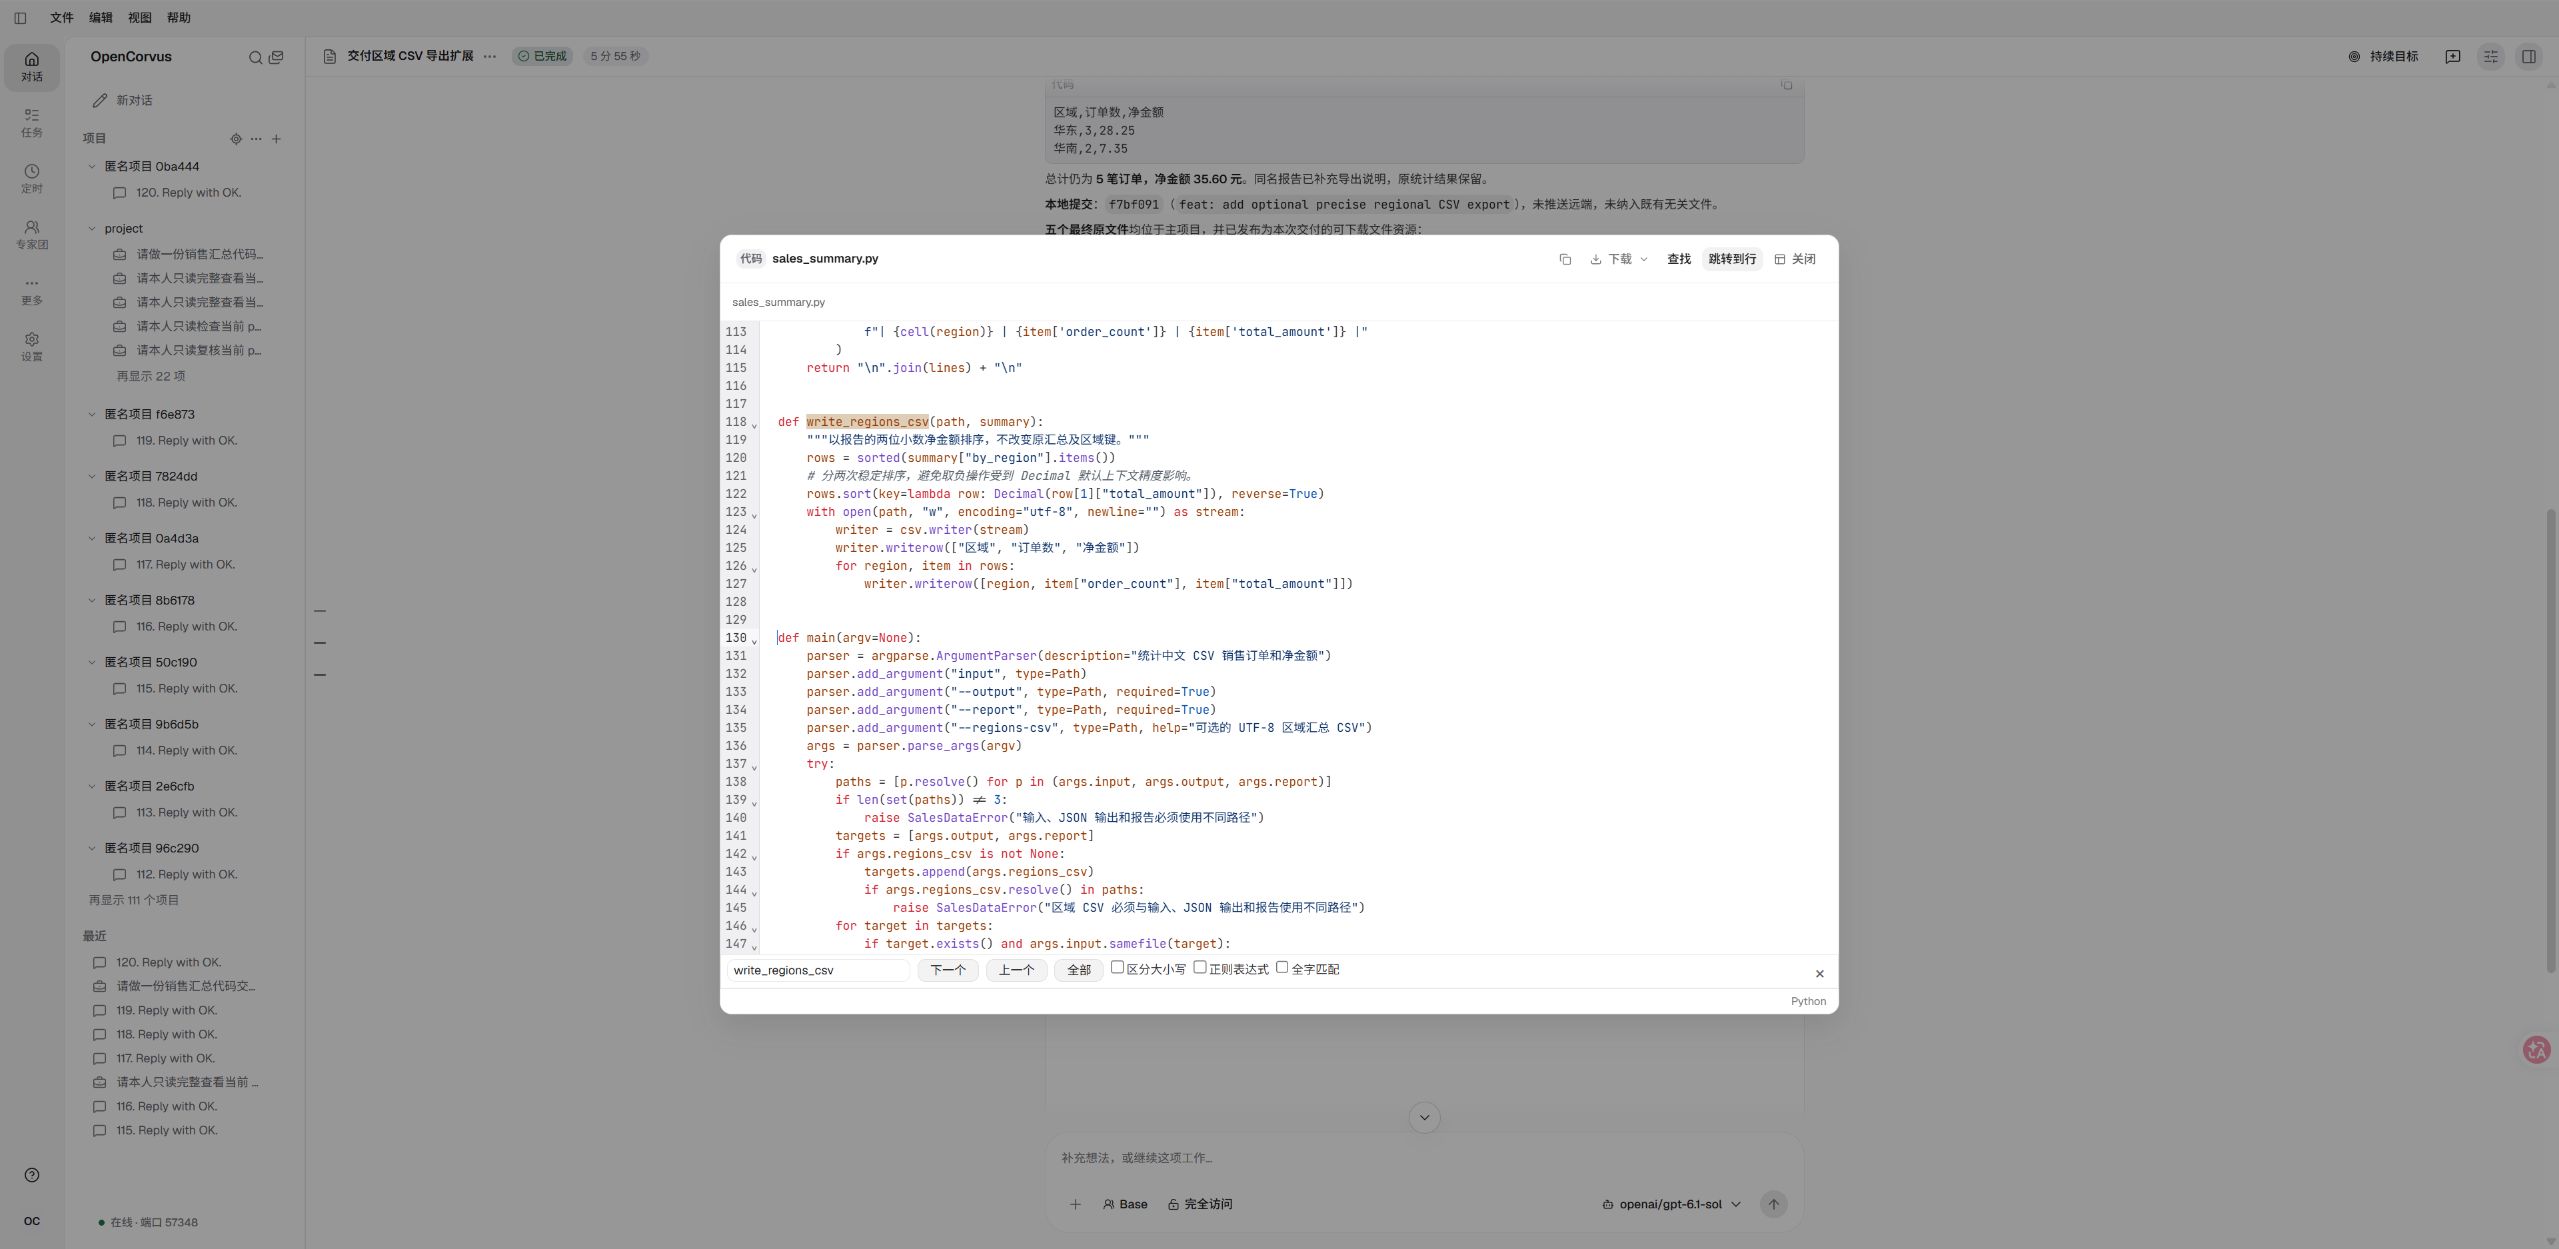 文件 编辑 视图 帮助
对话
任务
定时
专家团
更多
设置
OC
OpenCorvus
新对话
项目
匿名项目 0ba444
120. Reply with OK.
project
请做一份销售汇总代码...
请本人只读完整查看当...
请本人只读完整查看当...
请本人只读检查当前 p...
请本人只读复核当前 p...
再显示 22 项
匿名项目 f6e873
119. Reply with OK.
匿名项目 7824dd
118. Reply with OK.
匿名项目 0a4d3a
117. Reply with OK.
匿名项目 8b6178
116. Reply with OK.
匿名项目 50c190
115. Reply with OK.
匿名项目 9b6d5b
114. Reply with OK.
匿名项目 2e6cfb
113. Reply with OK.
匿名项目 96c290
112. Reply with OK.
再显示 111 个项目
最近
120. Reply with OK.
请做一份销售汇总代码交...
119. Reply with OK.
118. Reply with OK.
117. Reply with OK.
请本人只读完整查看当前 ...
116. Reply with OK.
115. Reply with OK.
在线 · 端口 57348
交付区域 CSV 导出扩展 ··· 已完成 5 分 55 秒
持续目标
代码
区域,订单数,净金额
华东,3,28.25
华南,2,7.35
总计仍为 5 笔订单，净金额 35.60 元。同名报告已补充导出说明，原统计结果保留。
本地提交： f7bf091 （ feat: add optional precise regional CSV export ），未推送远端，未纳入既有无关文件。
五个最终原文件均位于主项目，并已发布为本次交付的可下载文件资源：
代码 sales_summary.py
下载 查找 跳转到行 关闭
sales_summary.py
113 f"| {cell(region)} | {item['order_count']} | {item['total_amount']} |"
114 )
115 return "\n".join(lines) + "\n"
116
117
118 def write_regions_csv(path, summary):
119 """以报告的两位小数净金额排序，不改变原汇总及区域键。"""
120 rows = sorted(summary["by_region"].items())
121 # 分两次稳定排序，避免取负操作受到 Decimal 默认上下文精度影响。
122 rows.sort(key=lambda row: Decimal(row[1]["total_amount"]), reverse=True)
123 with open(path, "w", encoding="utf-8", newline="") as stream:
124 writer = csv.writer(stream)
125 writer.writerow(["区域", "订单数", "净金额"])
126 for region, item in rows:
127 writer.writerow([region, item["order_count"], item["total_amount"]])
128
129
130 def main(argv=None):
131 parser = argparse.ArgumentParser(description="统计中文 CSV 销售订单和净金额")
132 parser.add_argument("input", type=Path)
133 parser.add_argument("--output", type=Path, required=True)
134 parser.add_argument("--report", type=Path, required=True)
135 parser.add_argument("--regions-csv", type=Path, help="可选的 UTF-8 区域汇总 CSV")
136 args = parser.parse_args(argv)
137 try:
138 paths = [p.resolve() for p in (args.input, args.output, args.report)]
139 if len(set(paths)) ≠ 3:
140 raise SalesDataError("输入、JSON 输出和报告必须使用不同路径")
141 targets = [args.output, args.report]
142 if args.regions_csv is not None:
143 targets.append(args.regions_csv)
144 if args.regions_csv.resolve() in paths:
145 raise SalesDataError("区域 CSV 必须与输入、JSON 输出和报告使用不同路径")
146 for target in targets:
147 if target.exists() and args.input.samefile(target):
write_regions_csv 下一个 上一个 全部 区分大小写 正则表达式 全字匹配 ×
Python
补充想法，或继续这项工作...
Base 完全访问 openai/gpt-6.1-sol